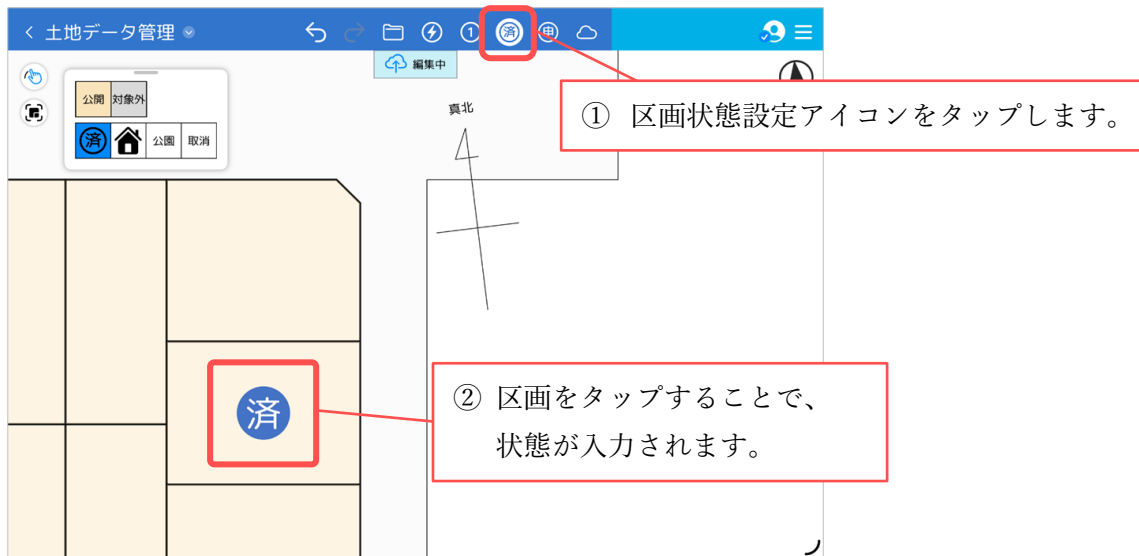 土地データ管理
1
済
申
編集中
公開 対象外
済 公園 取消
真北
① 区画状態設定アイコンをタップします。
済
② 区画をタップすることで、
状態が入力されます。